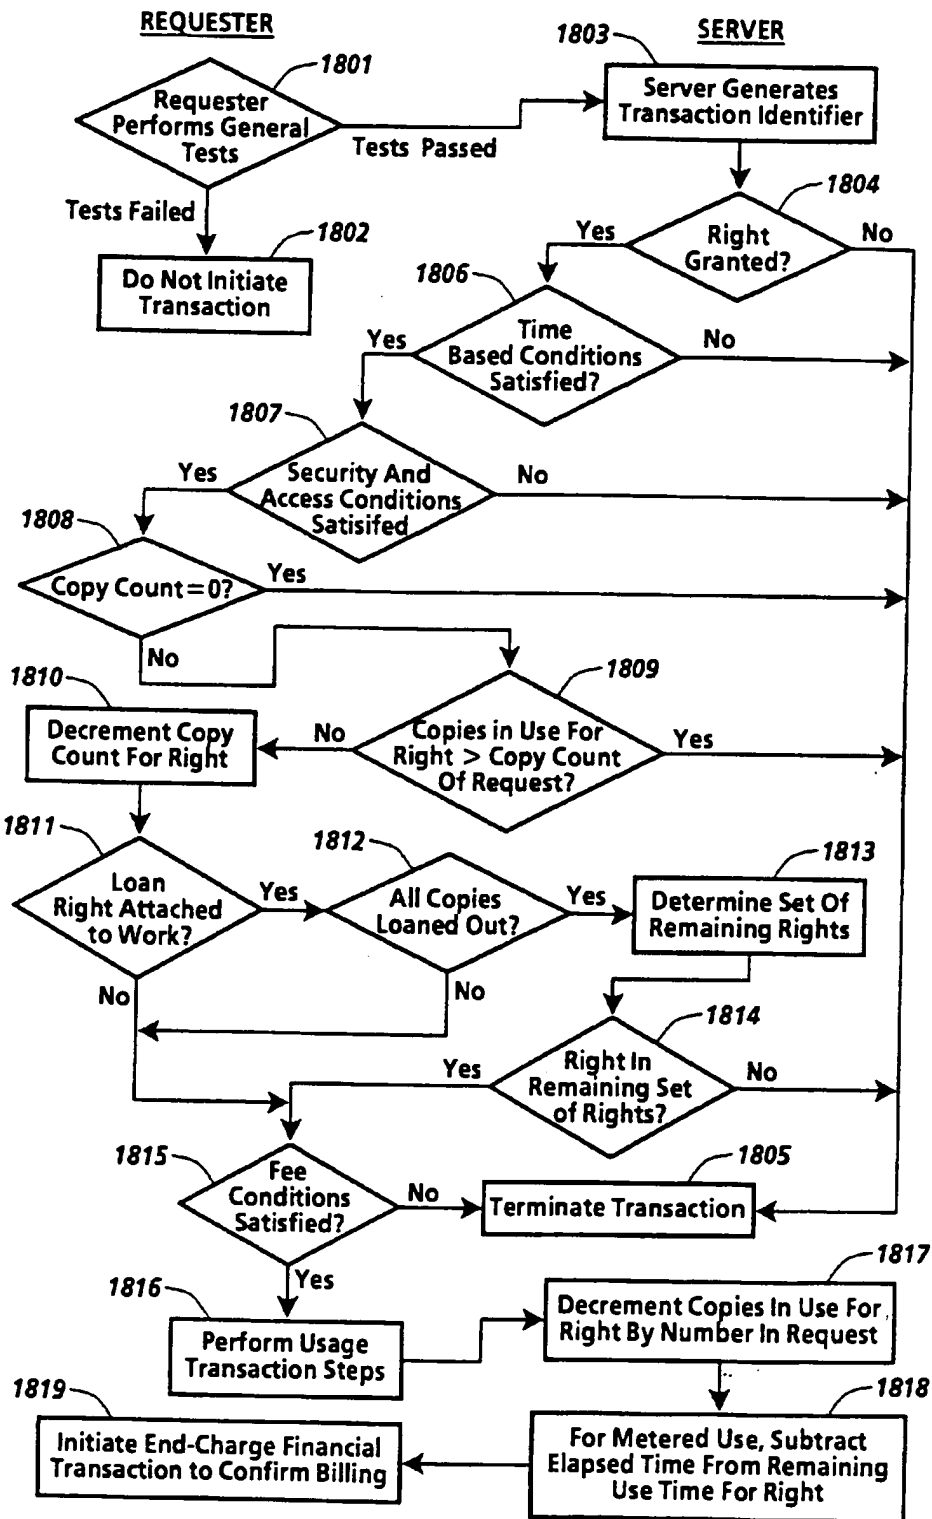 REQUESTER
SERVER
1801
1803
Requester
Performs General
Tests
Server Generates
Transaction Identifier
Tests Passed
Tests Failed
1804
1802
Yes
Right
Granted?
No
Do Not Initiate
Transaction
1806
Yes
Time
Based Conditions
Satisfied?
No
1807
Yes
Security And
Access Conditions
Satisifed
No
1808
Copy Count = 0?
Yes
No
1809
1810
Decrement Copy
Count For Right
No
Copies in Use For
Right > Copy Count
Of Request?
Yes
1811
1812
1813
Loan
Right Attached
to Work?
Yes
All Copies
Loaned Out?
Yes
Determine Set Of
Remaining Rights
No
No
1814
Yes
Right In
Remaining Set
of Rights?
No
1815
1805
Fee
Conditions
Satisfied?
No
Terminate Transaction
Yes
1816
1817
Perform Usage
Transaction Steps
Decrement Copies In Use For
Right By Number In Request
1819
1818
Initiate End-Charge Financial
Transaction to Confirm Billing
For Metered Use, Subtract
Elapsed Time From Remaining
Use Time For Right